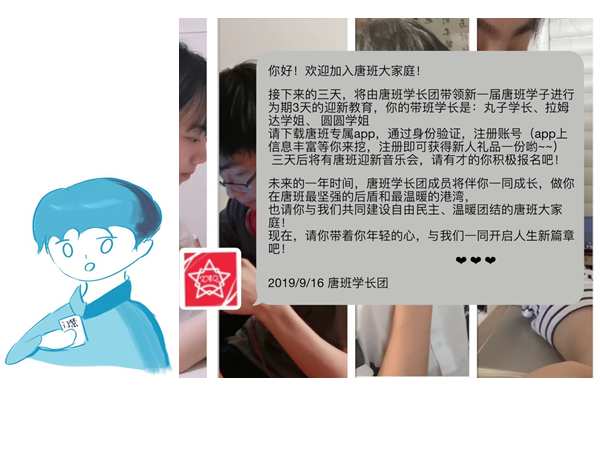 你好！欢迎加入唐班大家庭！
接下来的三天，将由唐班学长团带领新一届唐班学子进行
为期3天的迎新教育，你的带班学长是：丸子学长、拉姆
达学姐、 圆圆学姐
请下载唐班专属app，通过身份验证，注册账号（app上
信息丰富等你来挖，注册即可获得新人礼品一份哟~~）
三天后将有唐班迎新音乐会，请有才的你积极报名吧！
未来的一年时间，唐班学长团成员将伴你一同成长，做你
在唐班最坚强的后盾和最温暖的港湾，
也请你与我们共同建设自由民主、温暖团结的唐班大家
庭！
现在，请你带着你年轻的心，与我们一同开启人生新篇章
吧！
❤❤❤
2019/9/16 唐班学长团